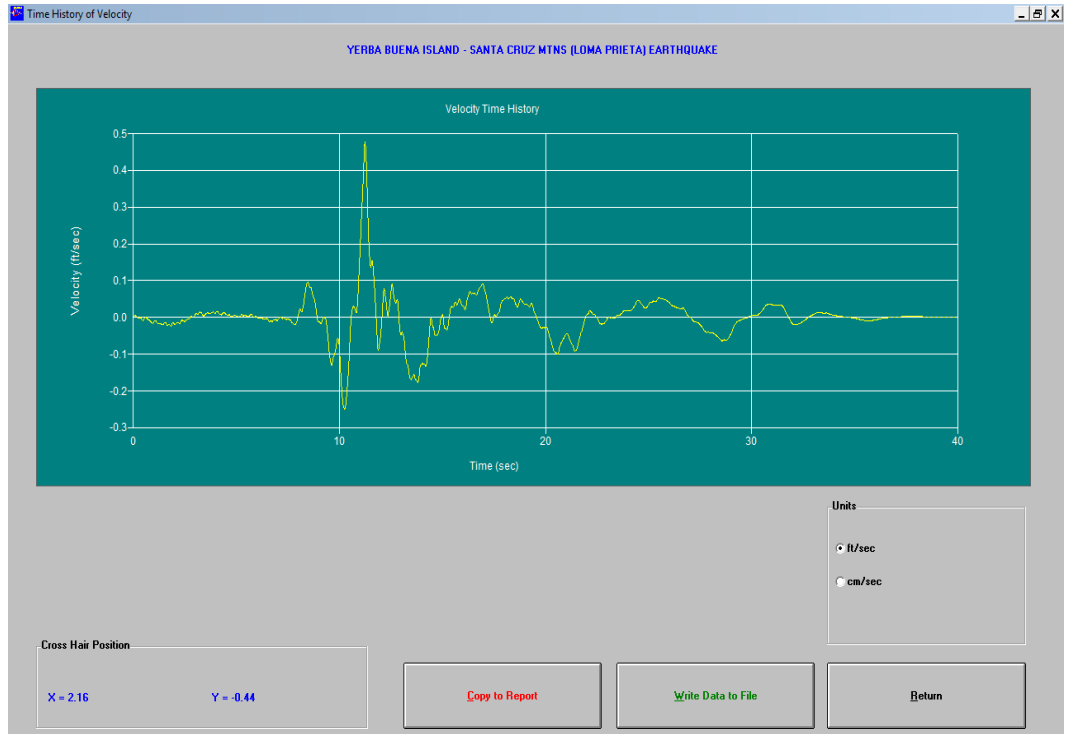 Time History of Velocity
YERBA BUENA ISLAND - SANTA CRUZ MTNS (LOMA PRIETA) EARTHQUAKE
Velocity Time History
0.5
0.4
0.3
0.2
0.1
0.0
-0.1
-0.2
-0.3
Velocity (ft/sec)
0 10 20 30 40
Time (sec)
Units
ft/sec
cm/sec
Cross Hair Position
X = 2.16 Y = -0.44
Copy to Report
Write Data to File
Return